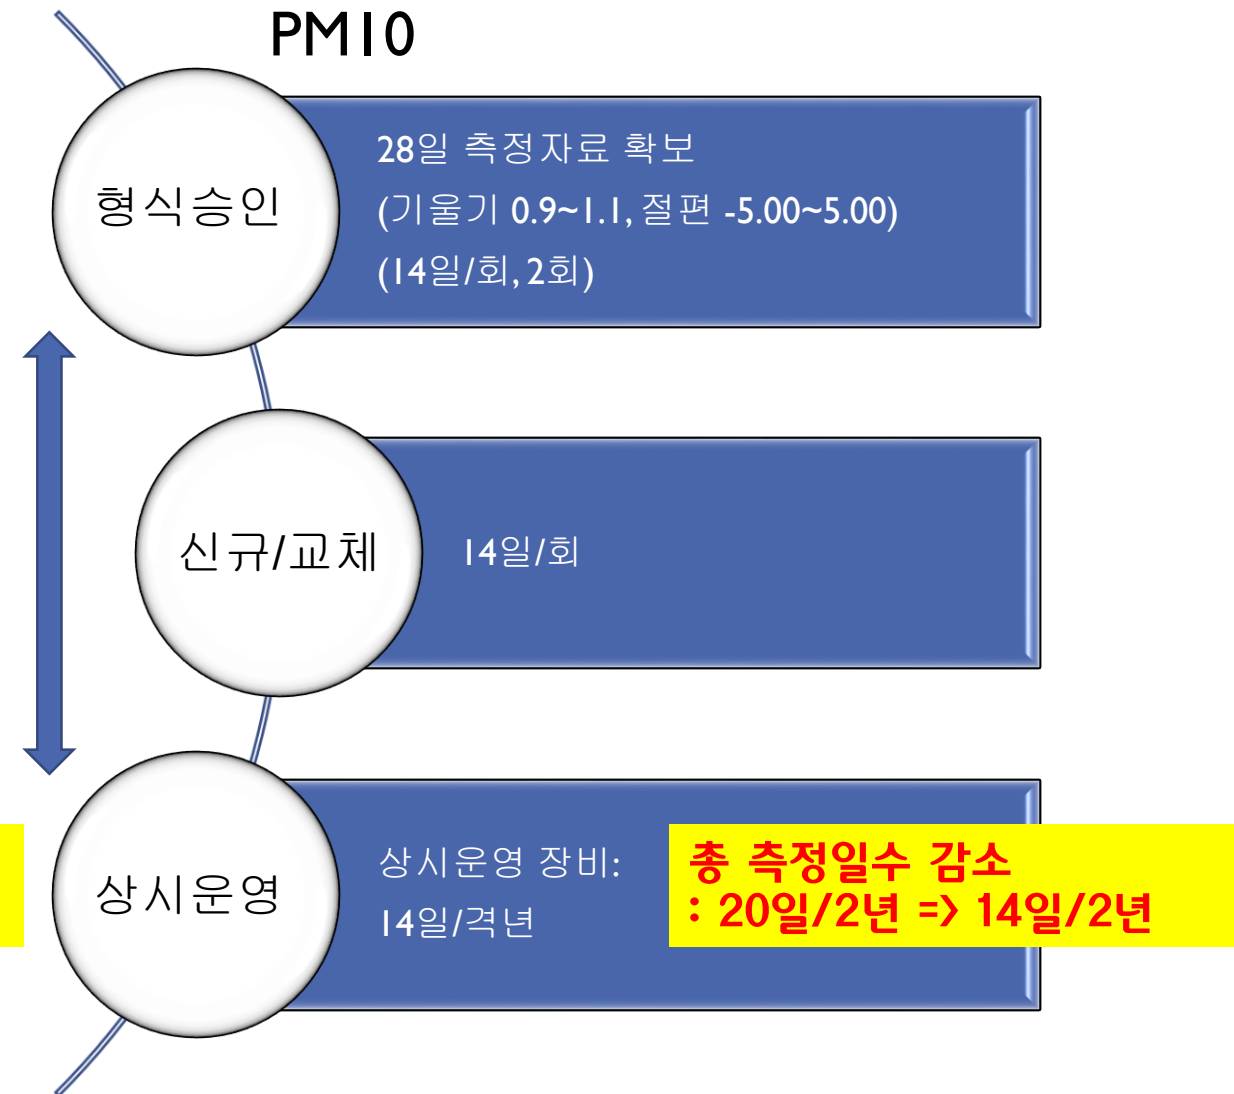 PM10
형식승인
28일 측정자료 확보
(기울기 0.9~1.1, 절편 -5.00~5.00)
(14일/회, 2회)
신규/교체
14일/회
상시운영
상시운영 장비:
14일/격년
총 측정일수 감소
: 20일/2년 => 14일/2년